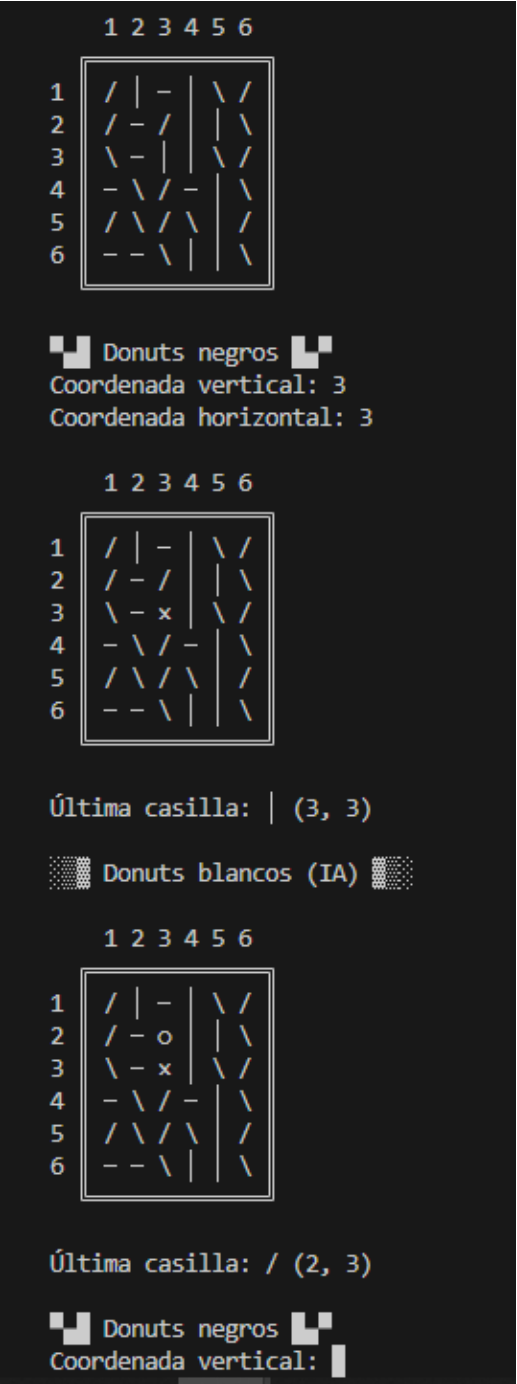 1 2 3 4 5 6
1 / | - | \ /
2 / - / | | \
3 \ - | | \ /
4 - \ / - | \
5 / \ / \ | /
6 - - \ | | \
Donuts negros
Coordenada vertical: 3
Coordenada horizontal: 3
1 2 3 4 5 6
1 / | - | \ /
2 / - / | | \
3 \ - x | \ /
4 - \ / - | \
5 / \ / \ | /
6 - - \ | | \
Última casilla: | (3, 3)
Donuts blancos (IA)
1 2 3 4 5 6
1 / | - | \ /
2 / - o | | \
3 \ - x | \ /
4 - \ / - | \
5 / \ / \ | /
6 - - \ | | \
Última casilla: / (2, 3)
Donuts negros
Coordenada vertical: